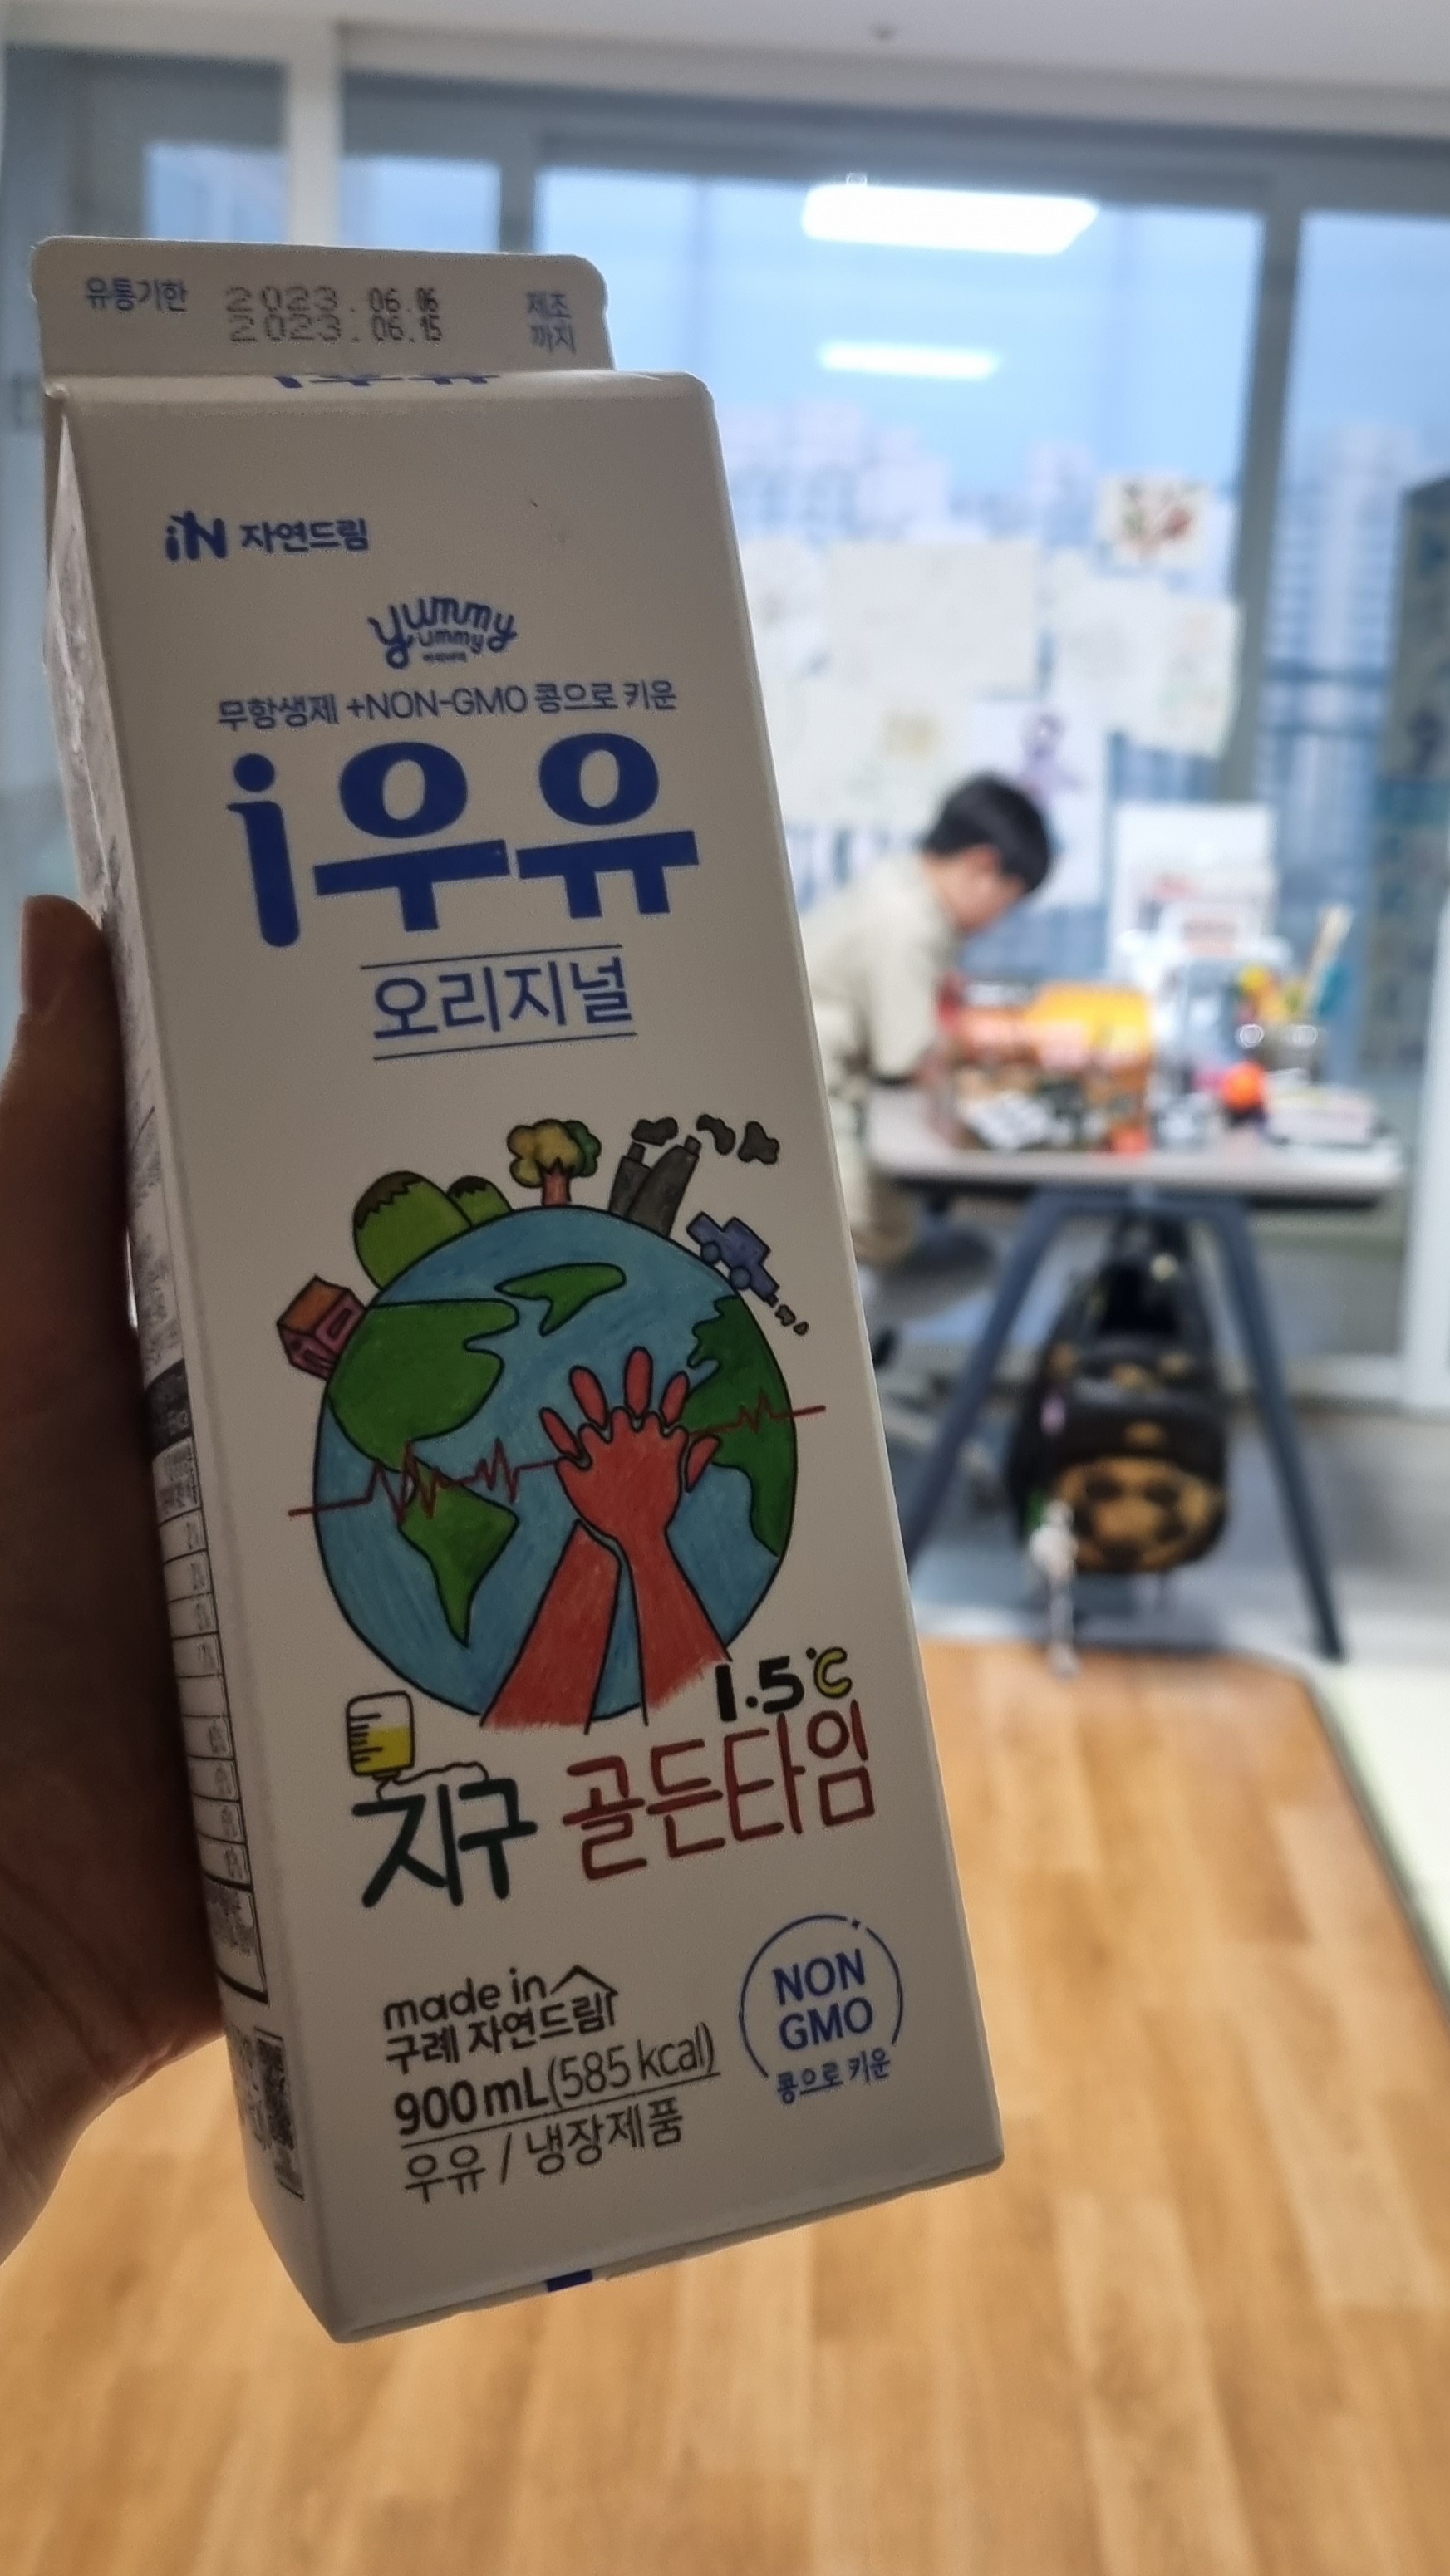 유통기한 2023.06.06 제조
2023.06.15 까지
iN 자연드림
yummy
yummy
무항생제 +NON-GMO 콩으로 키운
i우유
오리지널
1.5℃
지구 골든타임
made in
구례 자연드림
900mL(585 kcal)
우유 / 냉장제품
NON
GMO
콩으로 키운